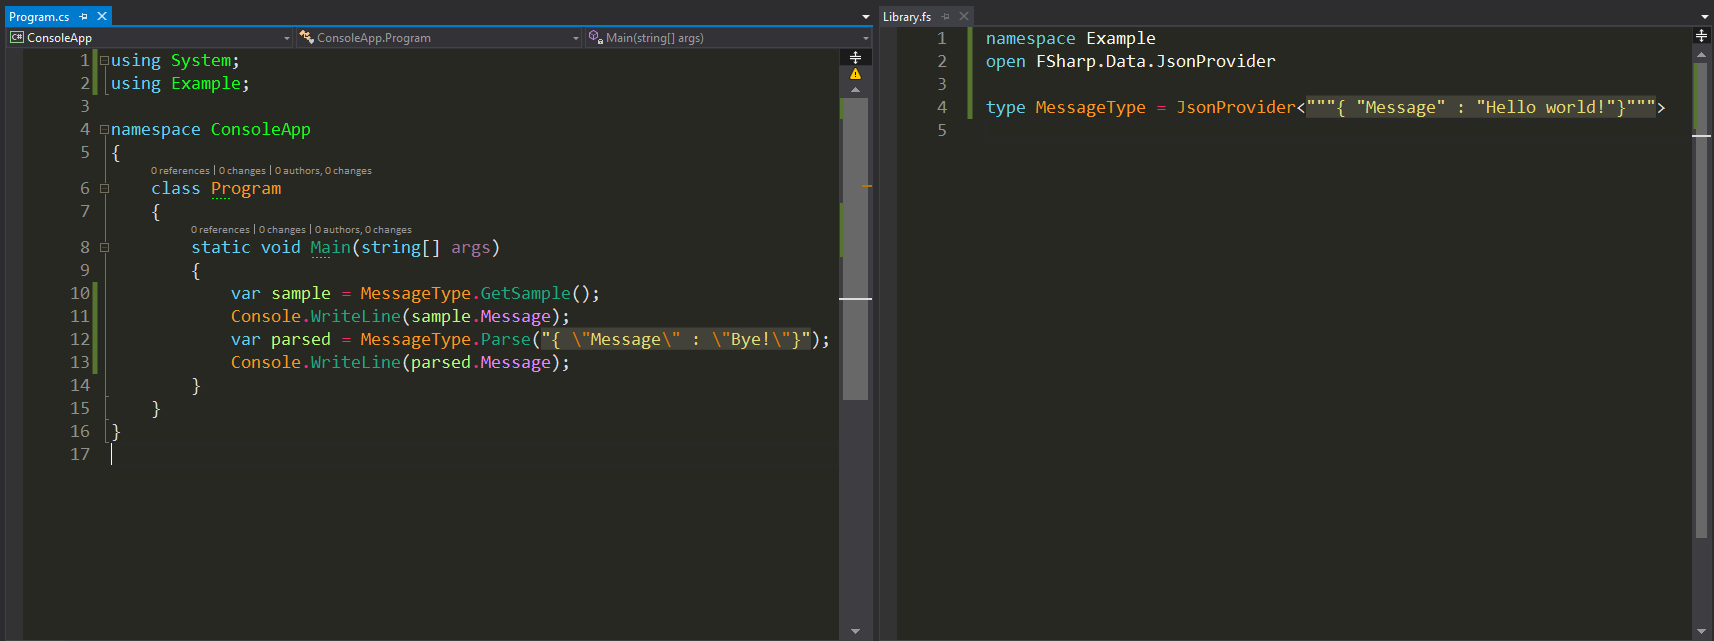 Program.cs
ConsoleApp
ConsoleApp.Program
Main(string[] args)
1 using System;
2 using Example;
3
4 namespace ConsoleApp
5 {
0 references | 0 changes | 0 authors, 0 changes
6 class Program
7 {
0 references | 0 changes | 0 authors, 0 changes
8 static void Main(string[] args)
9 {
10 var sample = MessageType.GetSample();
11 Console.WriteLine(sample.Message);
12 var parsed = MessageType.Parse("{ \"Message\" : \"Bye!\"}");
13 Console.WriteLine(parsed.Message);
14 }
15 }
16 }
17
Library.fs
1 namespace Example
2 open FSharp.Data.JsonProvider
3
4 type MessageType = JsonProvider<"""{ "Message" : "Hello world!"}""">
5